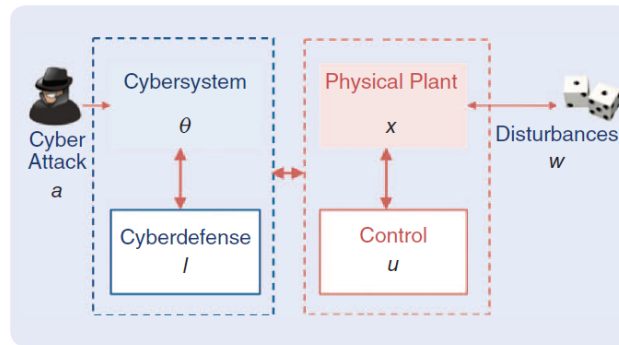 Cybersystem
θ
Physical Plant
x
Cyber
Attack
a
Disturbances
w
Cyberdefense
l
Control
u